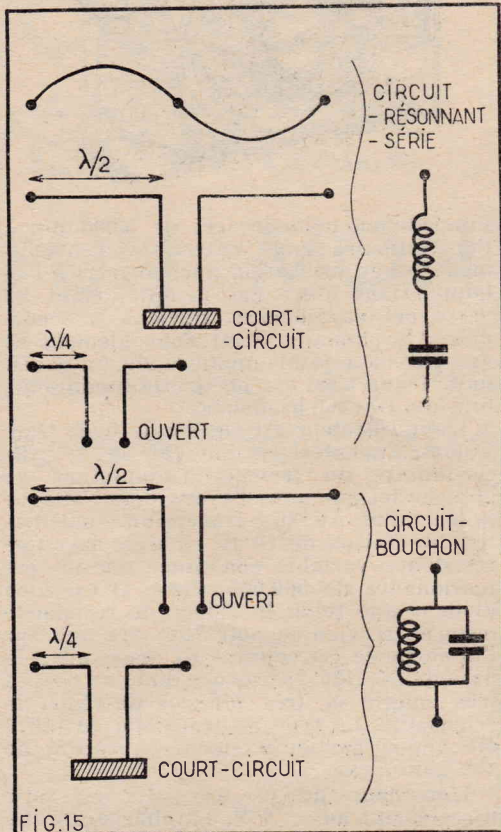 CIRCUIT
-RÉSONNANT
-SÉRIE
λ/2
COURT-
-CIRCUIT
λ/4
OUVERT
λ/2
CIRCUIT-
BOUCHON
OUVERT
λ/4
COURT-CIRCUIT
FIG.15